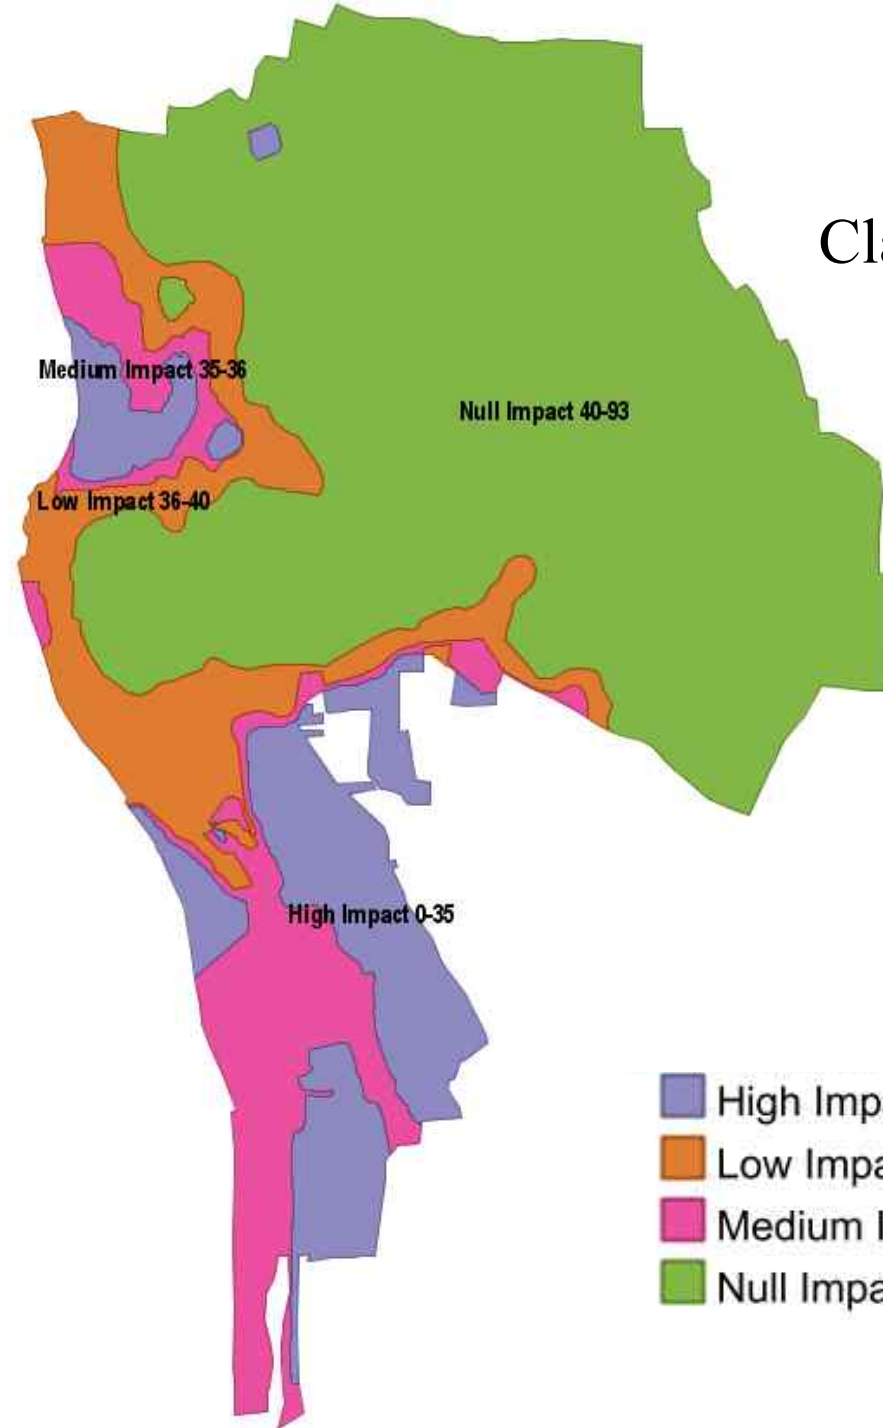 Cla
Medium Impact 35-36
Null Impact 40-93
Low Impact 36-40
High Impact 0-35
High Imp
Low Impa
Medium I
Null Impa